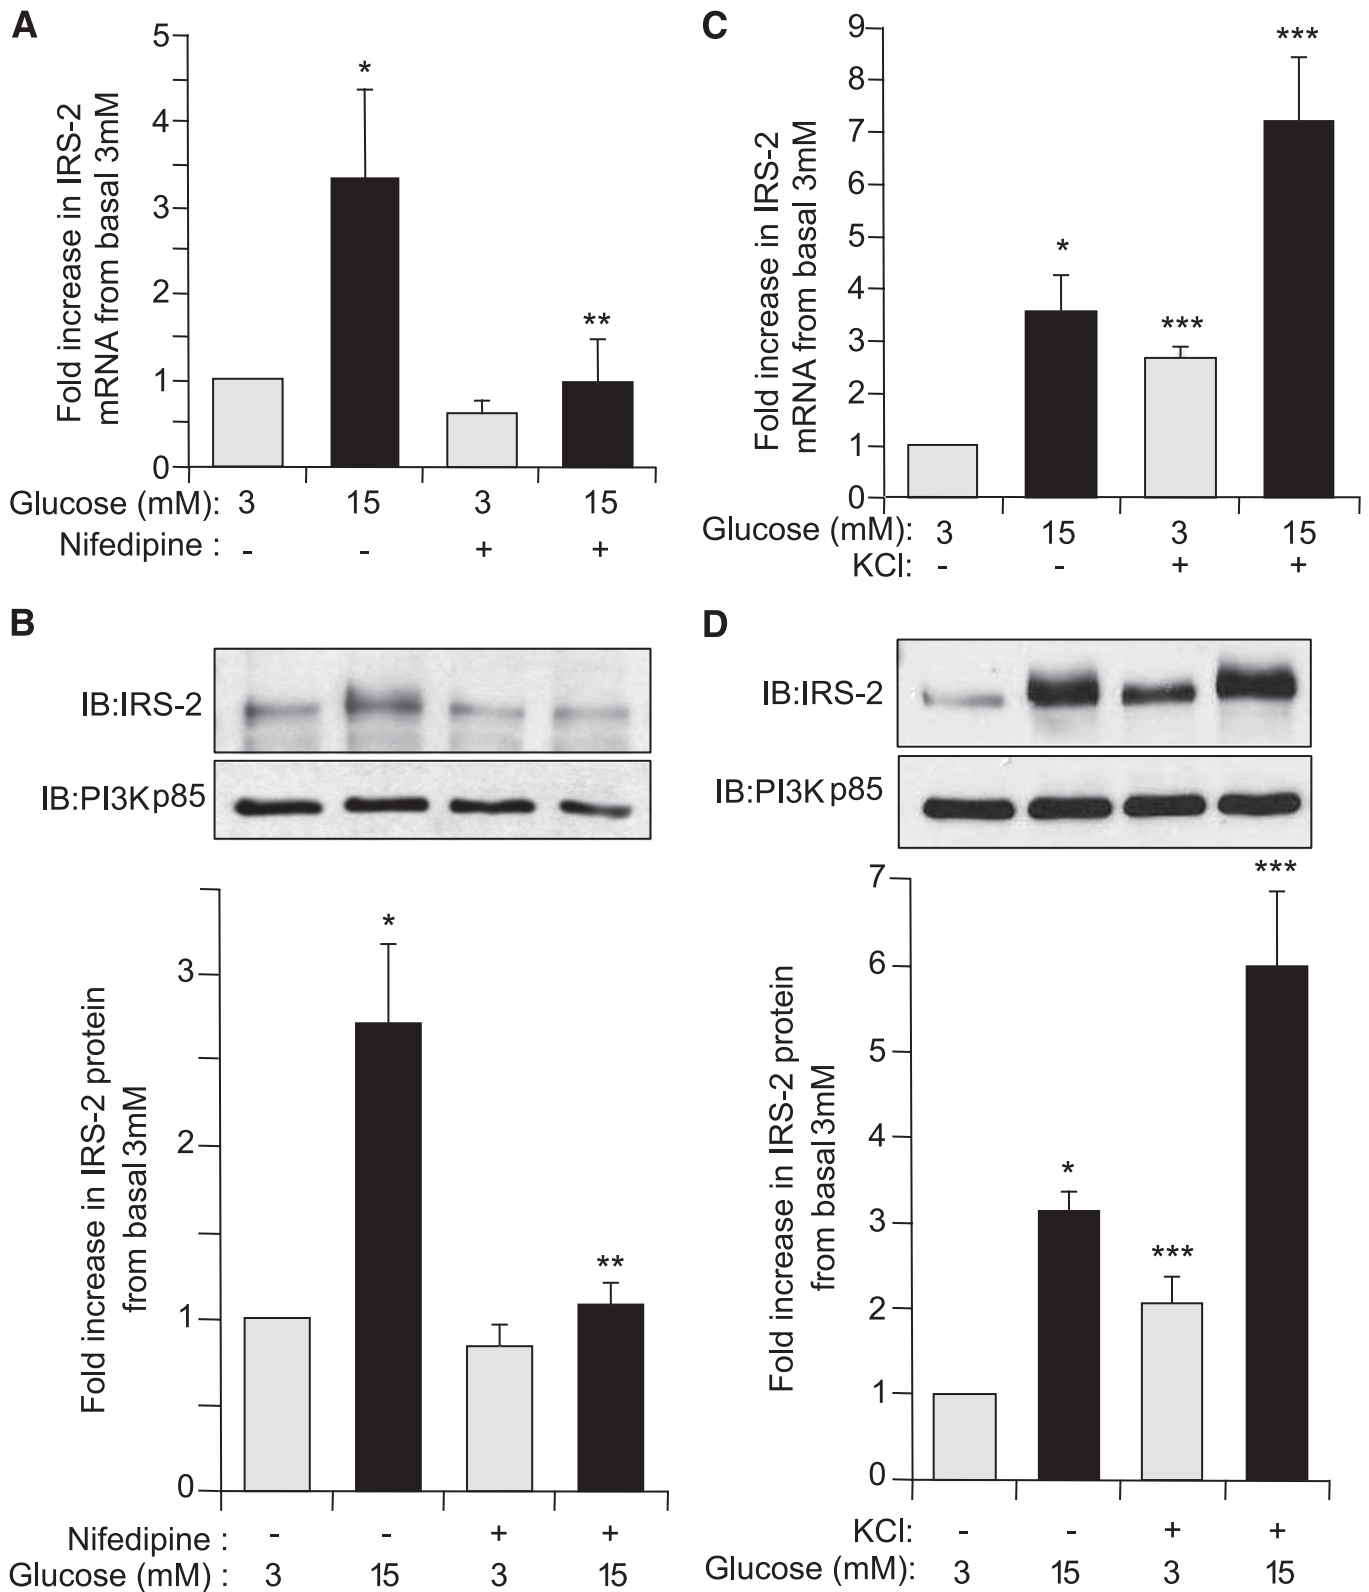 A
Fold increase in IRS-2
mRNA from basal 3mM
5
4
3
2
1
0
*
**
Glucose (mM): 3 15 3 15
Nifedipine : - - + +
C
Fold increase in IRS-2
mRNA from basal 3mM
9
8
7
6
5
4
3
2
1
0
*
***
***
Glucose (mM): 3 15 3 15
KCl: - - + +
B
IB:IRS-2
IB:PI3K p85
Fold increase in IRS-2 protein
from basal 3mM
3
2
1
0
*
**
Nifedipine : - - + +
Glucose (mM) : 3 15 3 15
D
IB:IRS-2
IB:PI3K p85
Fold increase in IRS-2 protein
from basal 3mM
7
6
5
4
3
2
1
0
*
***
***
KCl: - - + +
Glucose (mM): 3 15 3 15